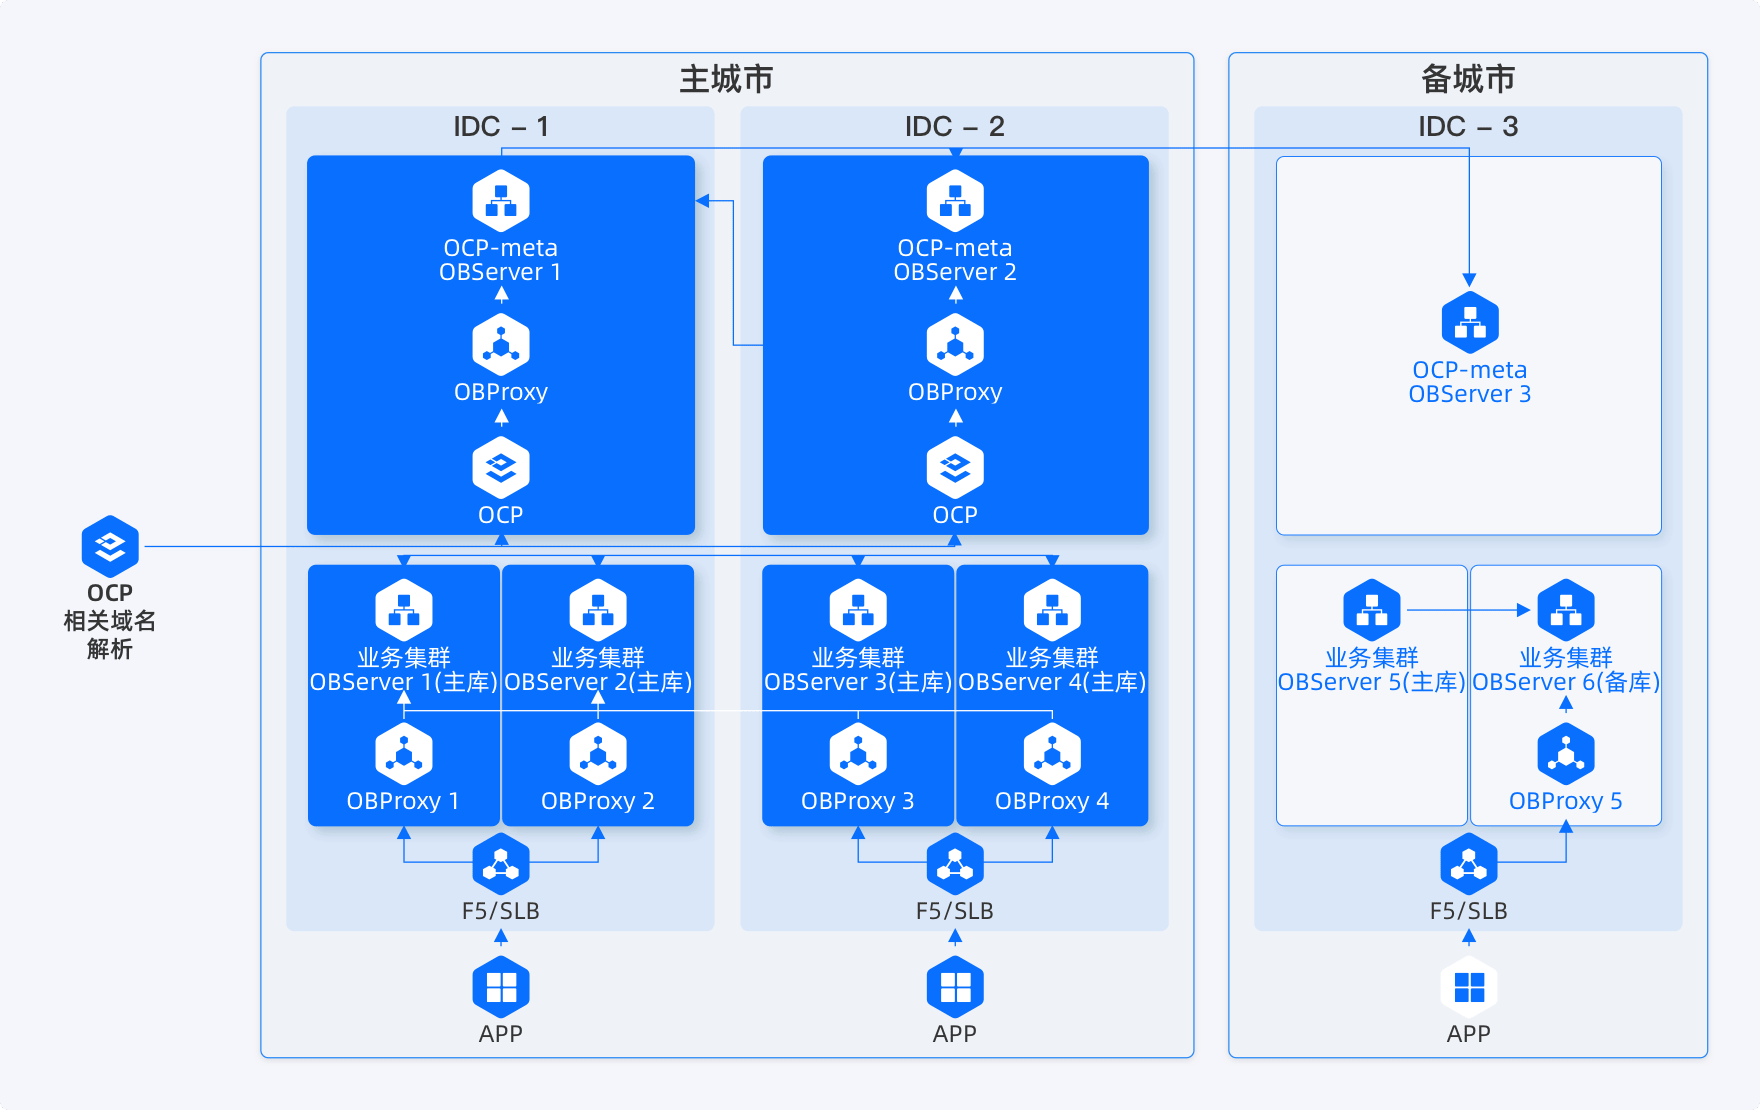 主城市
IDC – 1
OCP-meta
OBServer 1
OBProxy
OCP
IDC – 2
OCP-meta
OBServer 2
OBProxy
OCP
备城市
IDC – 3
OCP-meta
OBServer 3
OCP
相关域名
解析
业务集群
OBServer 1(主库)
OBProxy 1
业务集群
OBServer 2(主库)
OBProxy 2
F5/SLB
APP
业务集群
OBServer 3(主库)
OBProxy 3
业务集群
OBServer 4(主库)
OBProxy 4
F5/SLB
APP
业务集群
OBServer 5(主库)
业务集群
OBServer 6(备库)
OBProxy 5
F5/SLB
APP